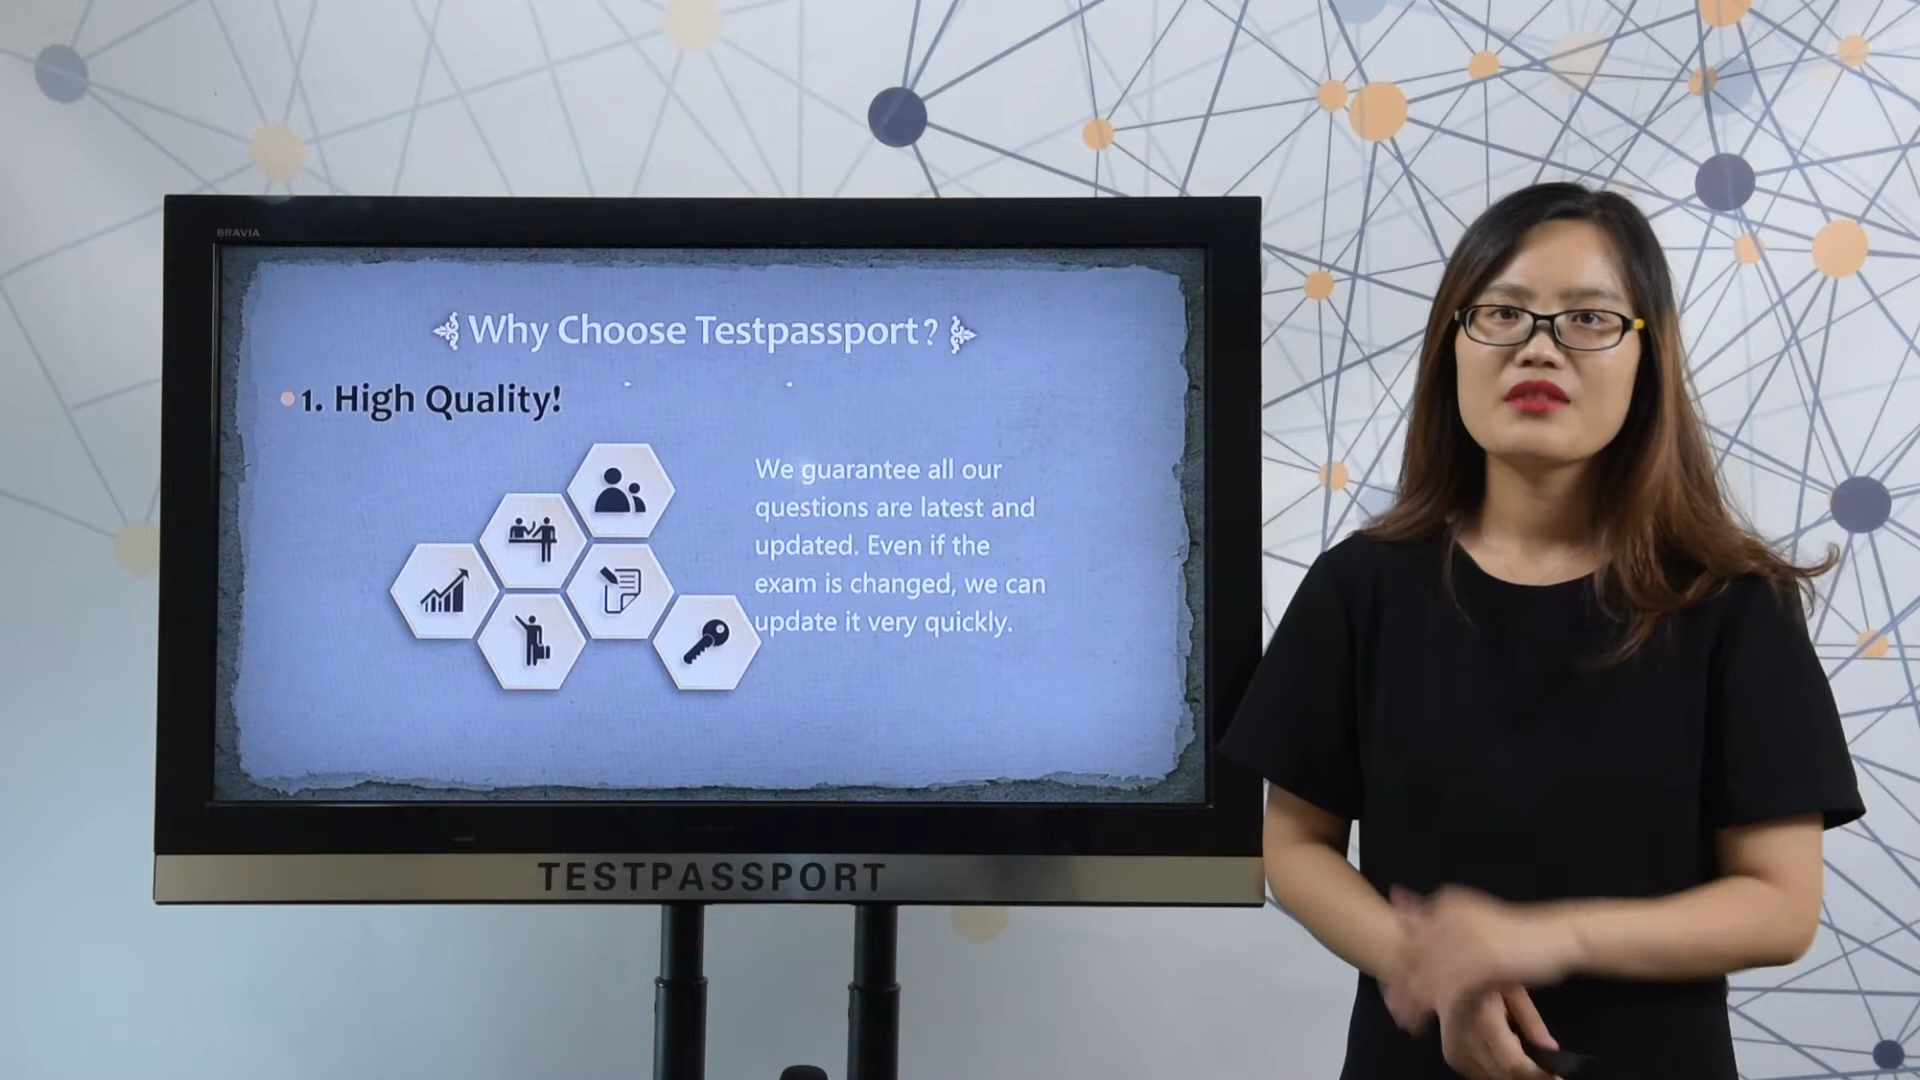 BRAVIA
Why Choose Testpassport?
1. High Quality!
We guarantee all our
questions are latest and
updated. Even if the
exam is changed, we can
update it very quickly.
TESTPASSPORT